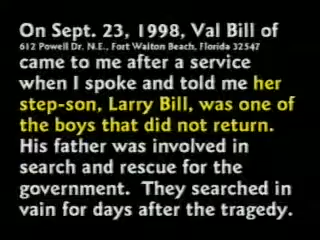 On Sept. 23, 1998, Val Bill of
612 Powell Dr. N.E., Fort Walton Beach, Florida 32547
came to me after a service
when I spoke and told me her
step-son, Larry Bill, was one of
the boys that did not return.
His father was involved in
search and rescue for the
government.  They searched in
vain for days after the tragedy.